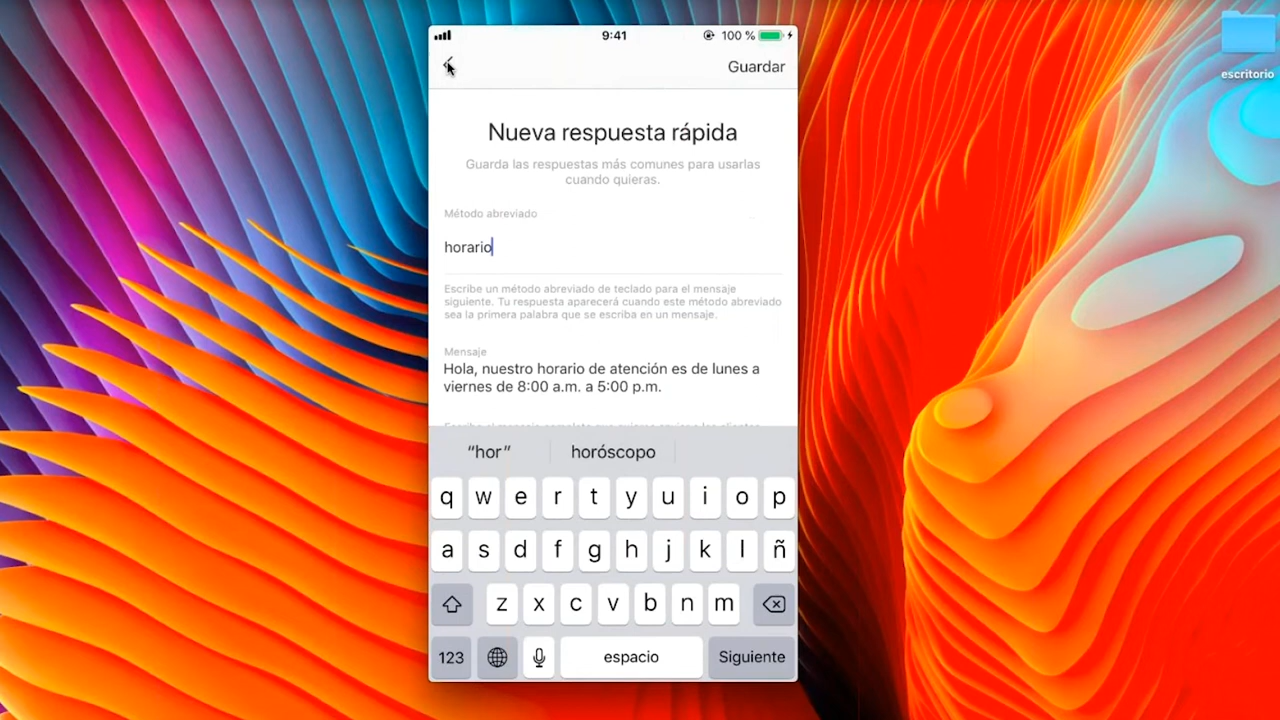 9:41
100 %
Guardar
escritorio
Nueva respuesta rápida
Guarda las respuestas más comunes para usarlas
cuando quieras.
Método abreviado
horario
Escribe un método abreviado de teclado para el mensaje
siguiente. Tu respuesta aparecerá cuando este método abreviado
sea la primera palabra que se escriba en un mensaje.
Mensaje
Hola, nuestro horario de atención es de lunes a
viernes de 8:00 a.m. a 5:00 p.m.
“hor” horóscopo
q w e r t y u i o p
a s d f g h j k l ñ
z x c v b n m
123 espacio Siguiente